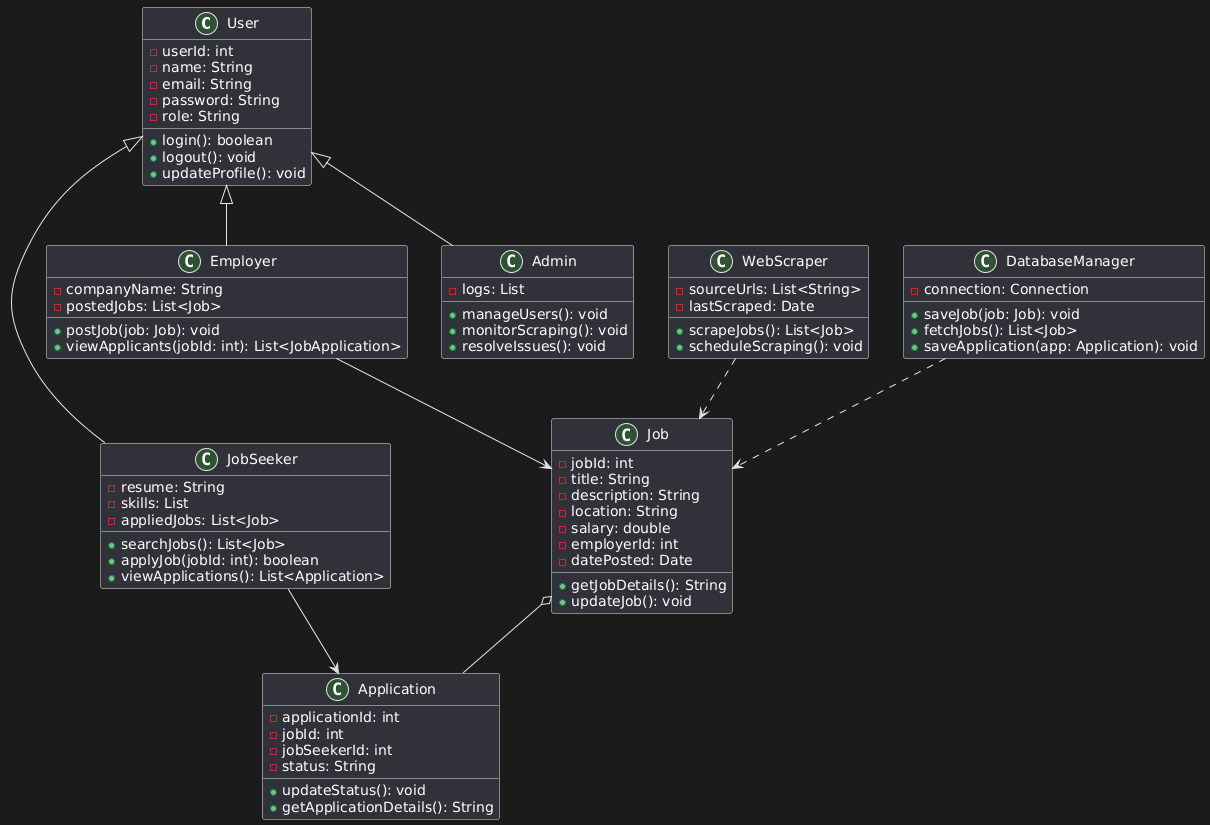 C User
userId: int
name: String
email: String
password: String
role: String
login(): boolean
logout(): void
updateProfile(): void
C Employer
companyName: String
postedJobs: List<Job>
postJob(job: Job): void
viewApplicants(jobId: int): List<JobApplication>
C Admin
logs: List
manageUsers(): void
monitorScraping(): void
resolveIssues(): void
C WebScraper
sourceUrls: List<String>
lastScraped: Date
scrapeJobs(): List<Job>
scheduleScraping(): void
C DatabaseManager
connection: Connection
saveJob(job: Job): void
fetchJobs(): List<Job>
saveApplication(app: Application): void
C JobSeeker
resume: String
skills: List
appliedJobs: List<Job>
searchJobs(): List<Job>
applyJob(jobId: int): boolean
viewApplications(): List<Application>
C Job
jobId: int
title: String
description: String
location: String
salary: double
employerId: int
datePosted: Date
getJobDetails(): String
updateJob(): void
C Application
applicationId: int
jobId: int
jobSeekerId: int
status: String
updateStatus(): void
getApplicationDetails(): String